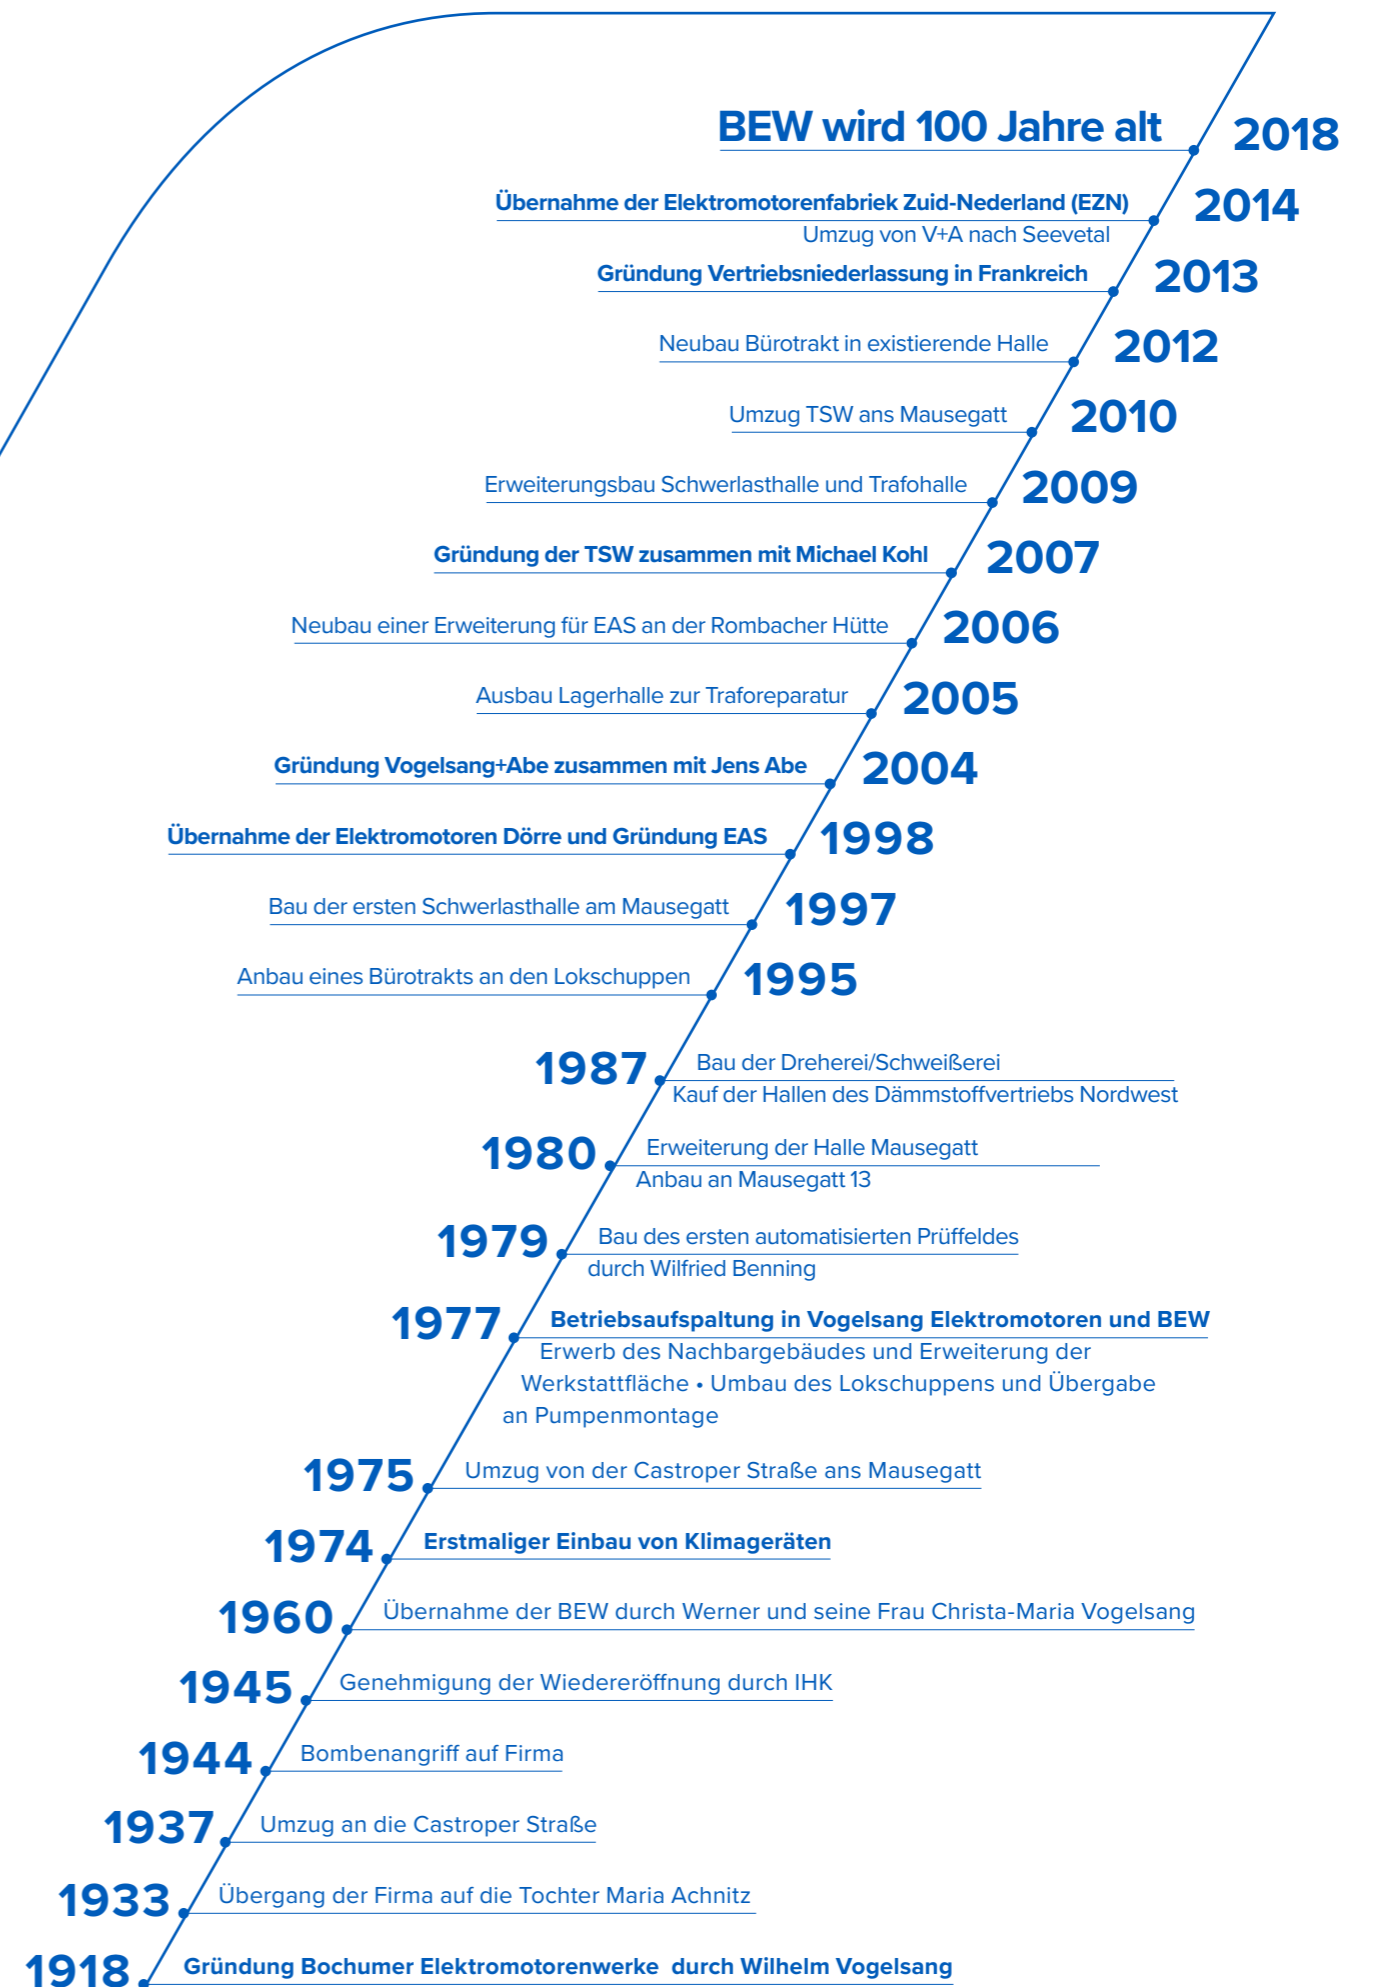 BEW wird 100 Jahre alt 2018
Übernahme der Elektromotorenfabriek Zuid-Nederland (EZN) 2014
Umzug von V+A nach Seevetal
Gründung Vertriebsniederlassung in Frankreich 2013
Neubau Bürotrakt in existierende Halle 2012
Umzug TSW ans Mausegatt 2010
Erweiterungsbau Schwerlasthalle und Trafohalle 2009
Gründung der TSW zusammen mit Michael Kohl 2007
Neubau einer Erweiterung für EAS an der Rombacher Hütte 2006
Ausbau Lagerhalle zur Traforeparatur 2005
Gründung Vogelsang+Abe zusammen mit Jens Abe 2004
Übernahme der Elektromotoren Dörre und Gründung EAS 1998
Bau der ersten Schwerlasthalle am Mausegatt 1997
Anbau eines Bürotrakts an den Lokschuppen 1995
1987 Bau der Dreherei/Schweißerei
Kauf der Hallen des Dämmstoffvertriebs Nordwest
1980 Erweiterung der Halle Mausegatt
Anbau an Mausegatt 13
1979 Bau des ersten automatisierten Prüffeldes
durch Wilfried Benning
1977 Betriebsaufspaltung in Vogelsang Elektromotoren und BEW
Erwerb des Nachbargebäudes und Erweiterung der
Werkstattfläche • Umbau des Lokschuppens und Übergabe
an Pumpenmontage
1975 Umzug von der Castroper Straße ans Mausegatt
1974 Erstmaliger Einbau von Klimageräten
1960 Übernahme der BEW durch Werner und seine Frau Christa-Maria Vogelsang
1945 Genehmigung der Wiedereröffnung durch IHK
1944 Bombenangriff auf Firma
1937 Umzug an die Castroper Straße
1933 Übergang der Firma auf die Tochter Maria Achnitz
1918 Gründung Bochumer Elektromotorenwerke durch Wilhelm Vogelsang